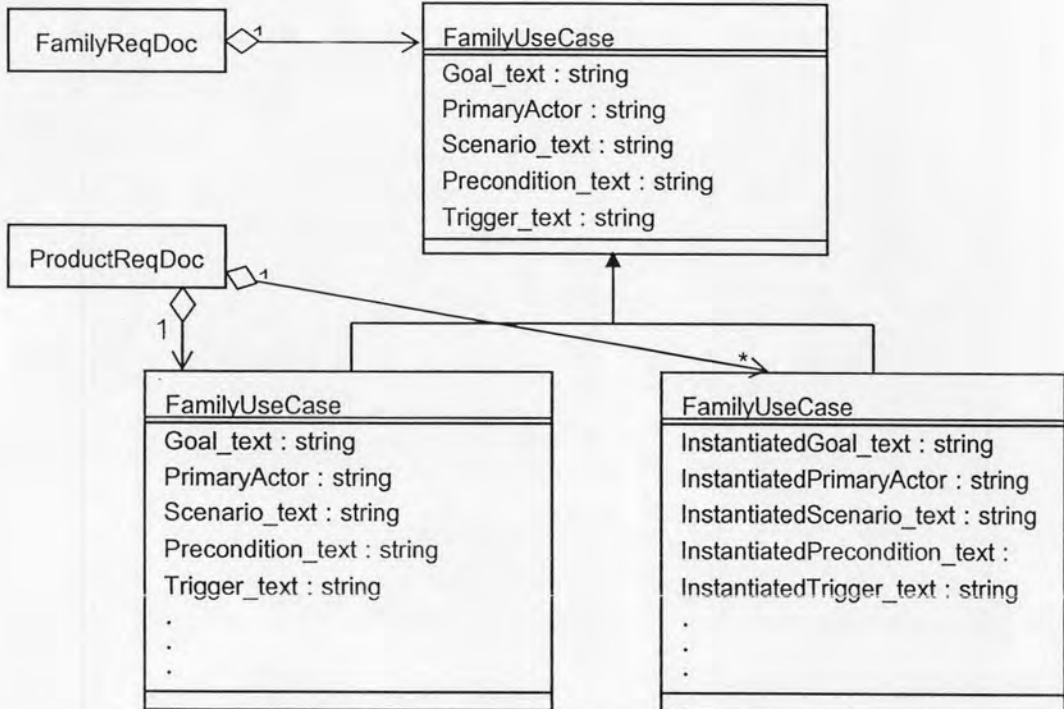 FamilyReqDoc
1
FamilyUseCase
Goal_text : string
PrimaryActor : string
Scenario_text : string
Precondition_text : string
Trigger_text : string
ProductReqDoc
1
1
*
FamilyUseCase
Goal_text : string
PrimaryActor : string
Scenario_text : string
Precondition_text : string
Trigger_text : string
.
.
.
FamilyUseCase
InstantiatedGoal_text : string
InstantiatedPrimaryActor : string
InstantiatedScenario_text : string
InstantiatedPrecondition_text :
InstantiatedTrigger_text : string
.
.
.